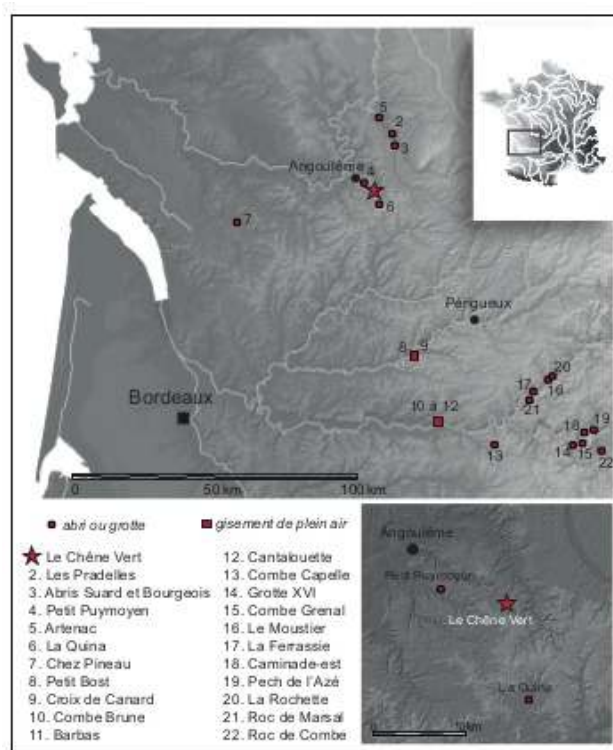 5
2
3
Angoulême
4
6
7
Périgueux
8 9
20
17
16
21
Bordeaux
10 à 12
18 19
13
14 15
22
0 50 km 100 km
abri ou grotte
gisement de plein air
Le Chêne Vert
2. Les Pradelles
3. Abris Suard et Bourgeois
4. Petit Puymoyen
5. Artenac
6. La Quina
7. Chez Pineau
8. Petit Bost
9. Croix de Canard
10. Combe Brune
11. Barbas
12. Cantalouette
13. Combe Capelle
14. Grotte XVI
15. Combe Grenal
16. Le Moustier
17. La Ferrassie
18. Caminade-est
19. Pech de l'Azé
20. La Rochette
21. Roc de Marsal
22. Roc de Combe
Angoulême
Petit Puymoyen
Le Chêne Vert
La Quina
0 10km